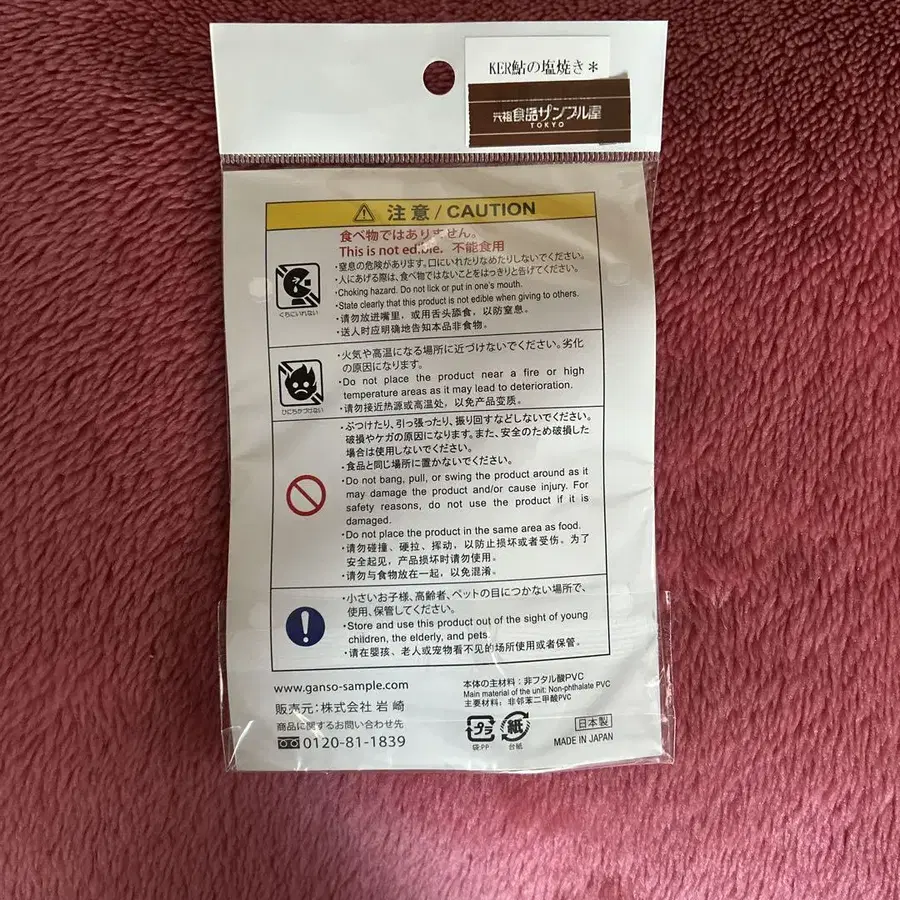 KER鮎の塩焼き*
元祖食品サンプル屋
TOKYO
注意 / CAUTION
食べ物ではありません。
This is not edible. 不能食用
・窒息の危険があります。口にいれたりなめたりしないでください。
・人にあげる際は、食べ物ではないことをはっきりと告げてください。
・Choking hazard. Do not lick or put in one's mouth.
・State clearly that this product is not edible when giving to others.
・请勿放进嘴里，或用舌头舔食，以防窒息。
・送人时应明确地告知本品非食物。
くちにいれない
・火気や高温になる場所に近づけないでください。劣化
の原因になります。
・Do not place the product near a fire or high
temperature areas as it may lead to deterioration.
・请勿接近热源或高温处，以免产品变质。
ひにちかづけない
・ぶつけたり、引っ張ったり、振り回すなどしないでください。
破損やケガの原因になります。また、安全のため破損した
場合は使用しないでください。
・食品と同じ場所に置かないでください。
・Do not bang, pull, or swing the product around as it
may damage the product and/or cause injury. For
safety reasons, do not use the product if it is
damaged.
・Do not place the product in the same area as food.
・请勿碰撞、硬拉、挥动，以防止损坏或者受伤。为了
安全起见，产品损坏时请勿使用。
・请勿与食物放在一起，以免混淆。
・小さいお子様、高齢者、ペットの目につかない場所で、
使用、保管してください。
・Store and use this product out of the sight of young
children, the elderly, and pets.
・请在婴孩、老人或宠物看不见的场所使用或者保管。
www.ganso-sample.com
販売元：株式会社 岩崎
商品に関するお問い合わせ先
0120-81-1839
本体の主材料：非フタル酸PVC
Main material of the unit: Non-phthalate PVC
主要材料：非邻苯二甲酸PVC
プラ
袋:PP
紙
台紙
日本製
MADE IN JAPAN